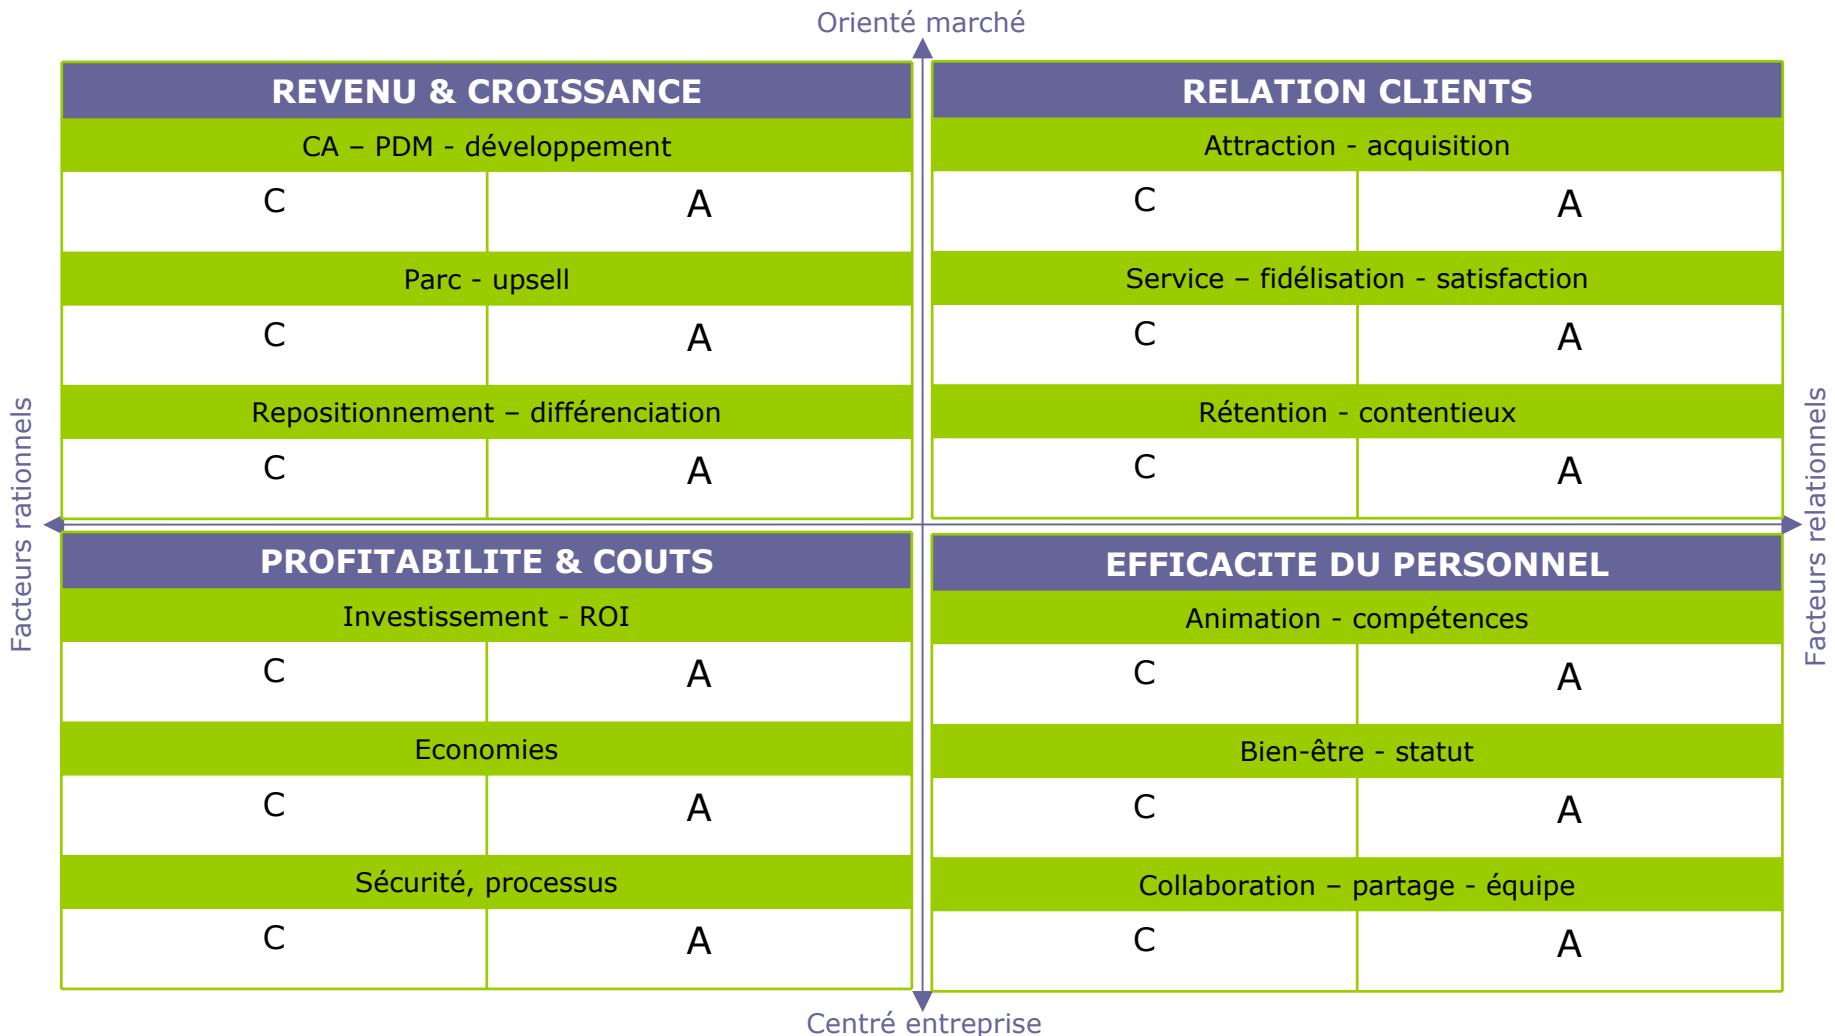 Orienté marché
REVENU & CROISSANCE
CA – PDM - développement
C A
Parc - upsell
C A
Repositionnement – différenciation
C A
RELATION CLIENTS
Attraction - acquisition
C A
Service – fidélisation - satisfaction
C A
Rétention - contentieux
C A
Facteurs rationnels
Facteurs relationnels
PROFITABILITE & COUTS
Investissement - ROI
C A
Economies
C A
Sécurité, processus
C A
EFFICACITE DU PERSONNEL
Animation - compétences
C A
Bien-être - statut
C A
Collaboration – partage - équipe
C A
Centré entreprise